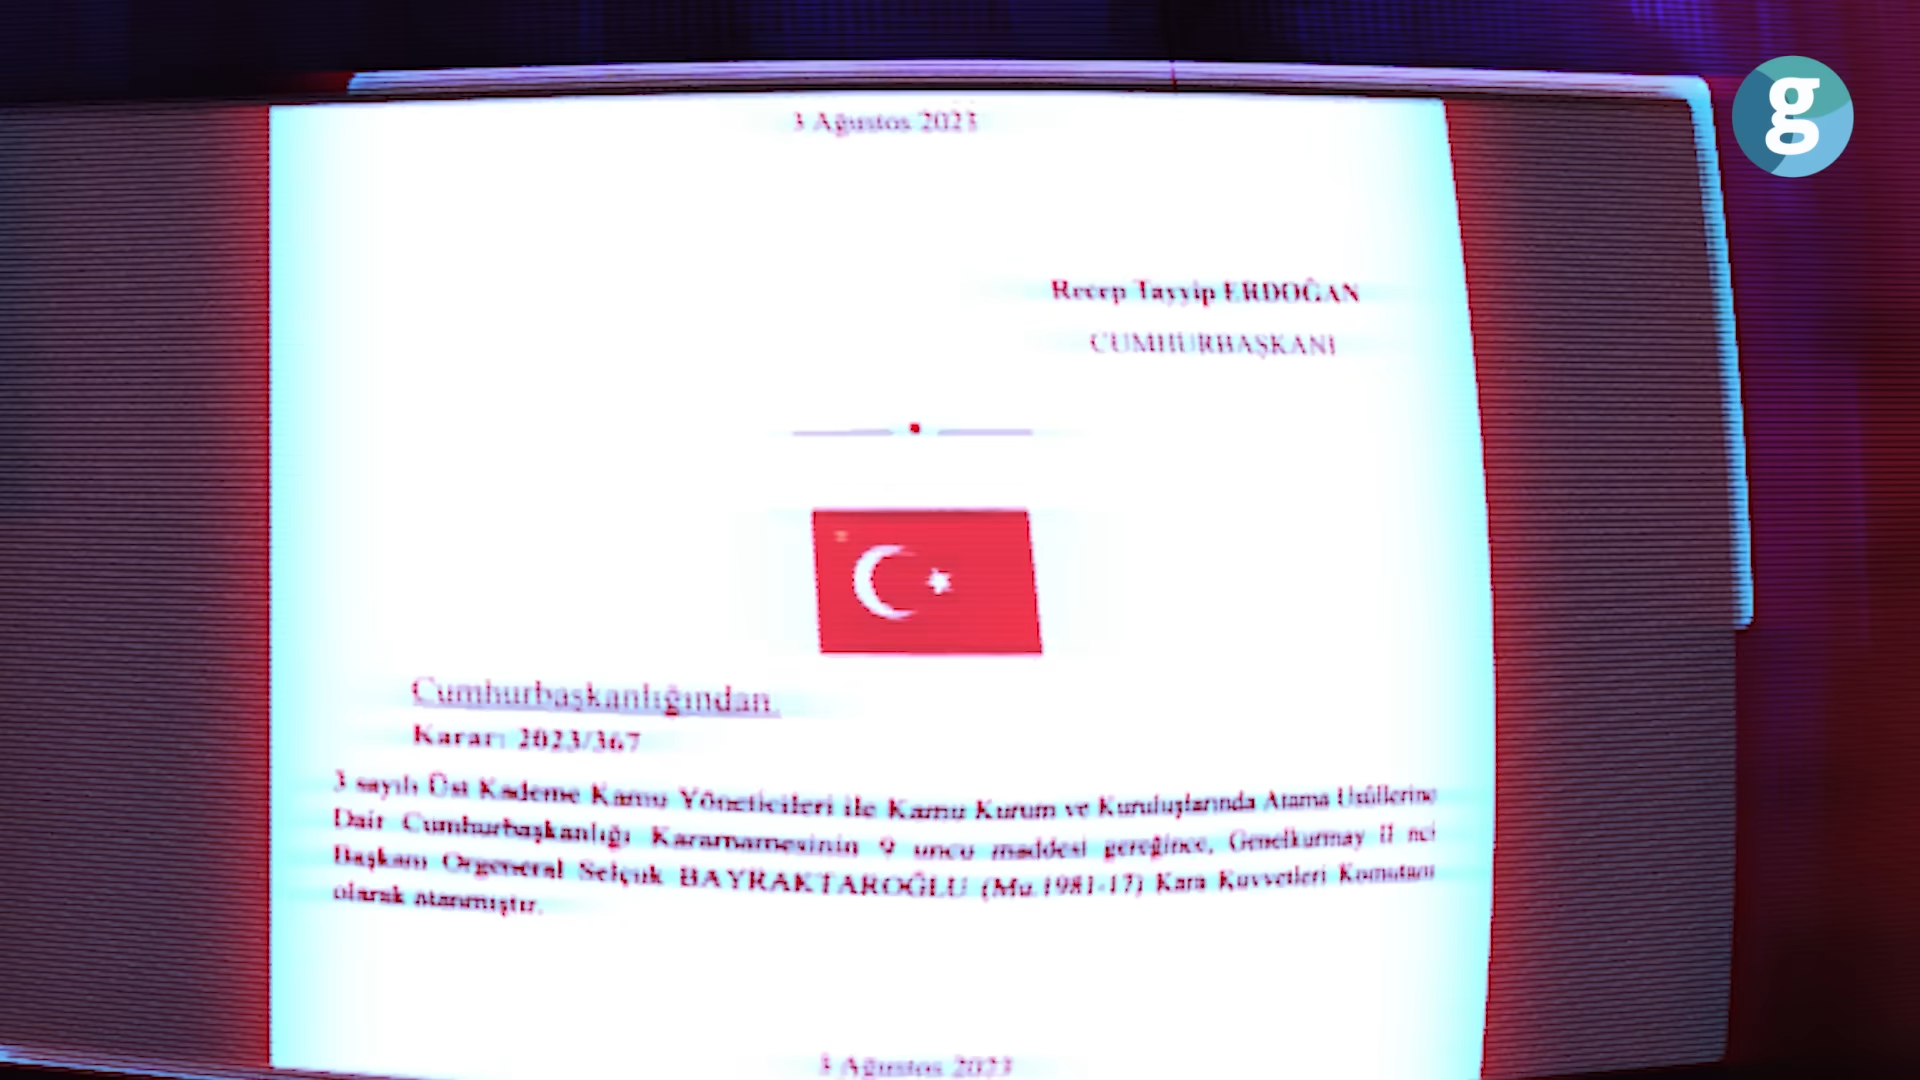 g
3 Ağustos 2023
Recep Tayyip ERDOĞAN
CUMHURBAŞKANI
Cumhurbaşkanlığından:
Karar: 2023/367
3 sayılı Üst Kademe Kamu Yöneticileri ile Kamu Kurum ve Kuruluşlarında Atama Usûllerine
Dair Cumhurbaşkanlığı Kararnamesinin 9 uncu maddesi gereğince, Genelkurmay II nci
Başkanı Orgeneral Selçuk BAYRAKTAROĞLU (Mu.1981-17) Kara Kuvvetleri Komutanı
olarak atanmıştır.
3 Ağustos 2023